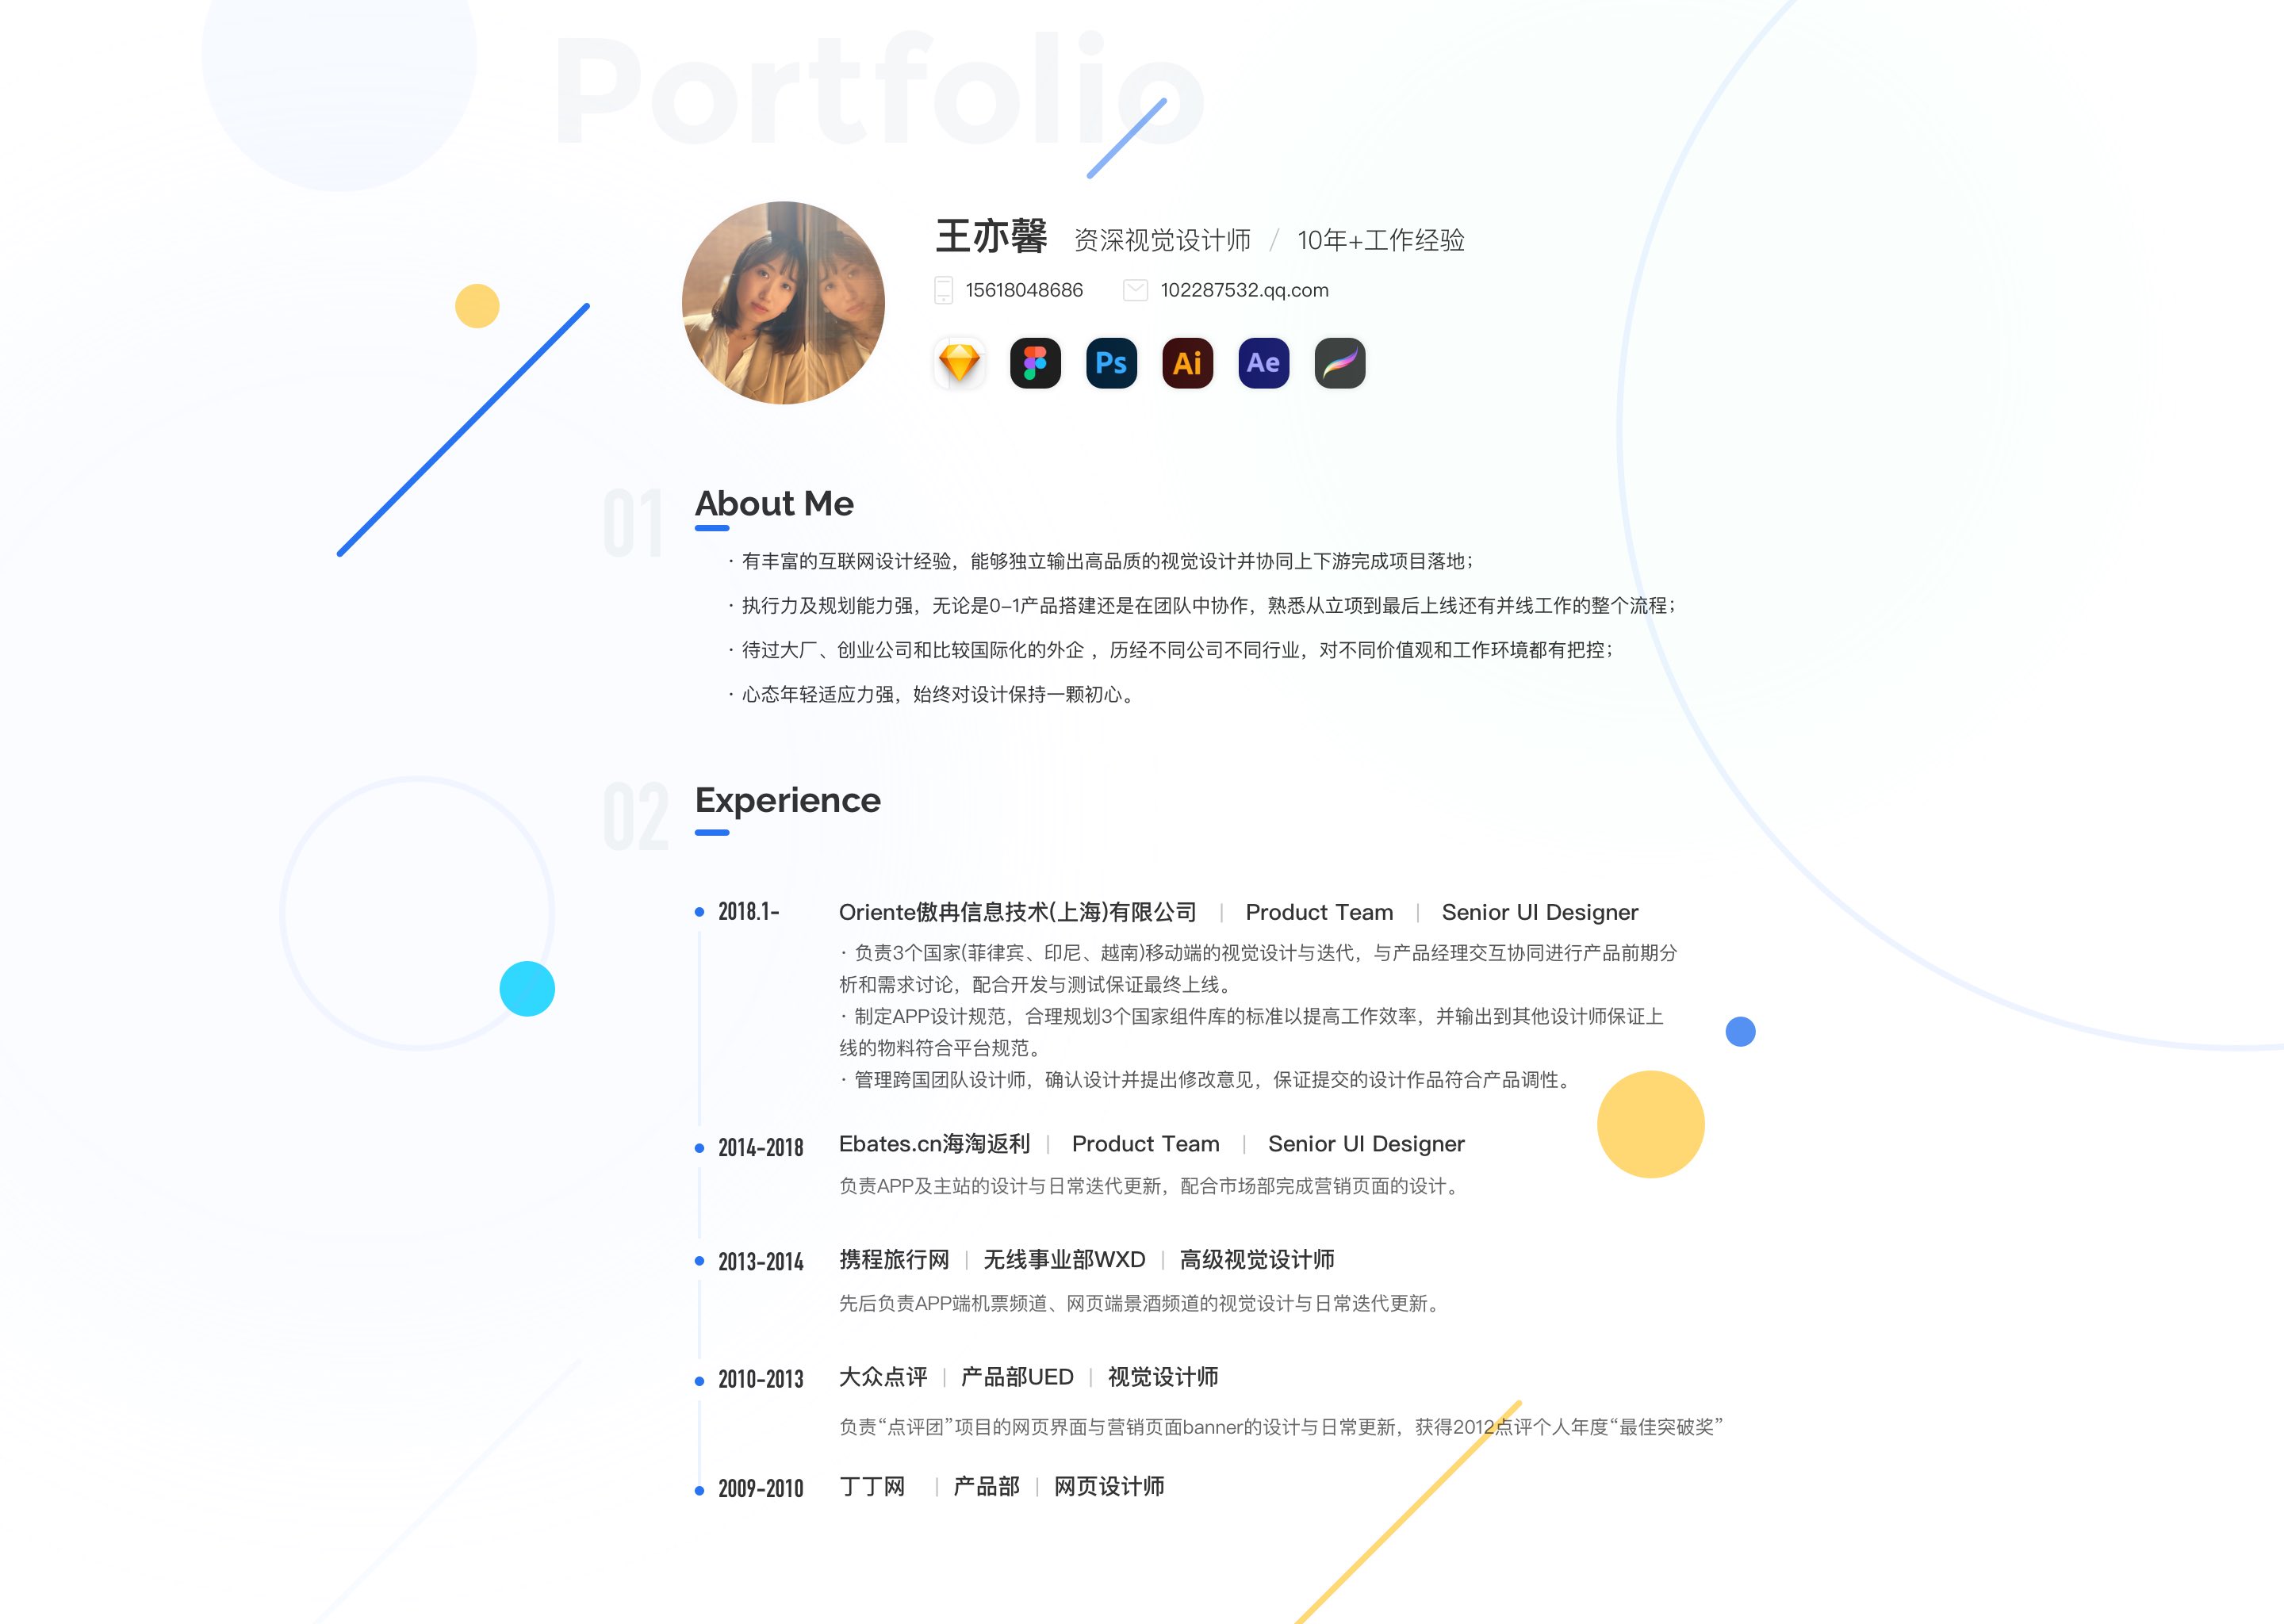 Portfolio
王亦馨 资深视觉设计师 / 10年+工作经验
15618048686 102287532.qq.com
Ps Ai Ae
01 About Me
· 有丰富的互联网设计经验，能够独立输出高品质的视觉设计并协同上下游完成项目落地；
· 执行力及规划能力强，无论是0-1产品搭建还是在团队中协作，熟悉从立项到最后上线还有并线工作的整个流程；
· 待过大厂、创业公司和比较国际化的外企 ，历经不同公司不同行业，对不同价值观和工作环境都有把控；
· 心态年轻适应力强，始终对设计保持一颗初心。
02 Experience
2018.1- Oriente傲冉信息技术(上海)有限公司 | Product Team | Senior UI Designer
· 负责3个国家(菲律宾、印尼、越南)移动端的视觉设计与迭代，与产品经理交互协同进行产品前期分
析和需求讨论，配合开发与测试保证最终上线。
· 制定APP设计规范，合理规划3个国家组件库的标准以提高工作效率，并输出到其他设计师保证上
线的物料符合平台规范。
· 管理跨国团队设计师，确认设计并提出修改意见，保证提交的设计作品符合产品调性。
2014-2018 Ebates.cn海淘返利 | Product Team | Senior UI Designer
负责APP及主站的设计与日常迭代更新，配合市场部完成营销页面的设计。
2013-2014 携程旅行网 | 无线事业部WXD | 高级视觉设计师
先后负责APP端机票频道、网页端景酒频道的视觉设计与日常迭代更新。
2010-2013 大众点评 | 产品部UED | 视觉设计师
负责“点评团”项目的网页界面与营销页面banner的设计与日常更新，获得2012点评个人年度“最佳突破奖”
2009-2010 丁丁网 | 产品部 | 网页设计师